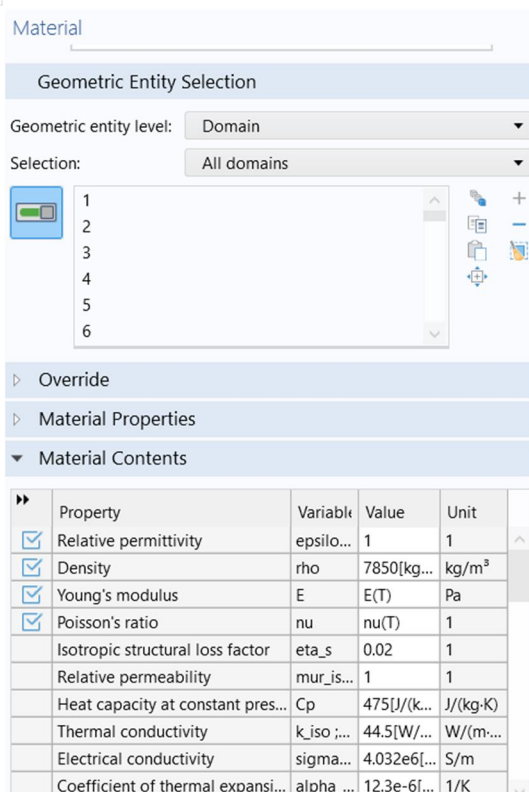 Material
Geometric Entity Selection
Geometric entity level: Domain
Selection: All domains
1
2
3
4
5
6
Override
Material Properties
Material Contents
Property Variable Value Unit
Relative permittivity epsilo... 1 1
Density rho 7850[kg... kg/m³
Young's modulus E E(T) Pa
Poisson's ratio nu nu(T) 1
Isotropic structural loss factor eta_s 0.02 1
Relative permeability mur_is... 1 1
Heat capacity at constant pres... Cp 475[J/(k... J/(kg·K)
Thermal conductivity k_iso ;... 44.5[W/... W/(m·...
Electrical conductivity sigma... 4.032e6[... S/m
Coefficient of thermal expansi... alpha_... 12.3e-6[... 1/K